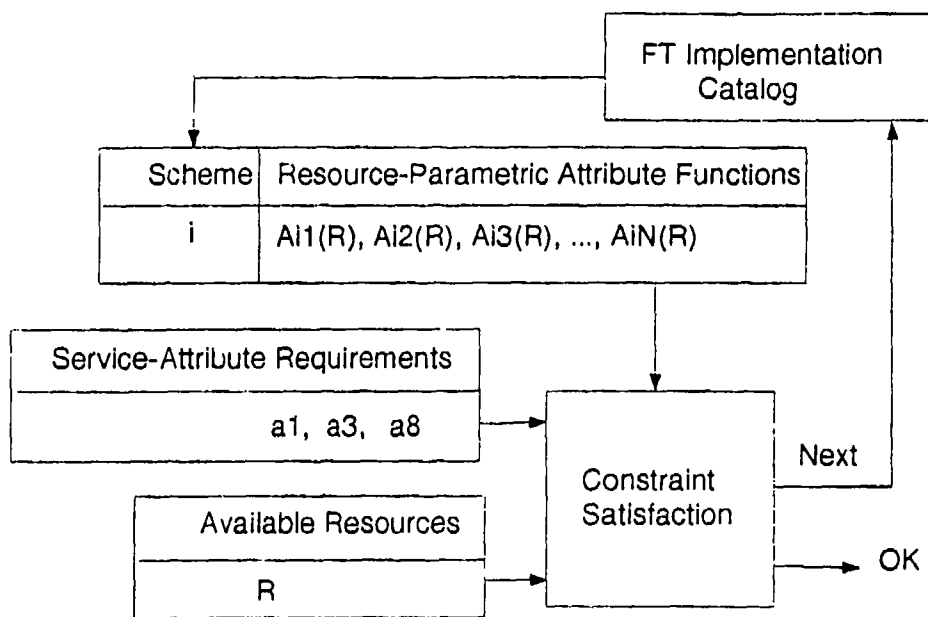 FT Implementation
Catalog
Scheme Resource-Parametric Attribute Functions
i Ai1(R), Ai2(R), Ai3(R), ..., AiN(R)
Service-Attribute Requirements
a1, a3, a8
Next
Constraint
Satisfaction
Available Resources
OK
R